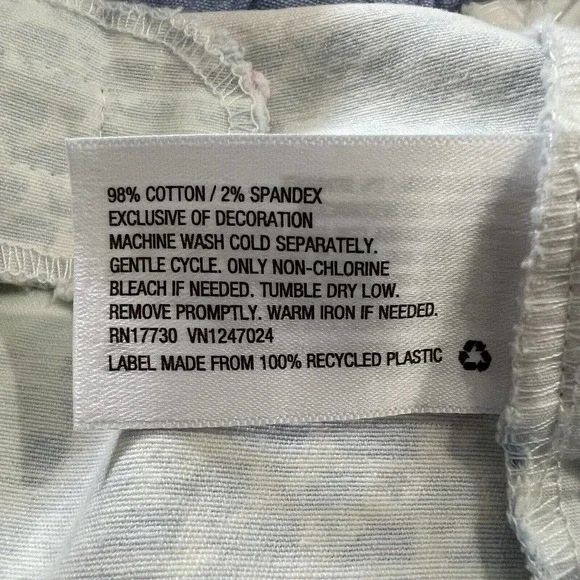 98% COTTON / 2% SPANDEX
EXCLUSIVE OF DECORATION
MACHINE WASH COLD SEPARATELY.
GENTLE CYCLE. ONLY NON-CHLORINE
BLEACH IF NEEDED. TUMBLE DRY LOW.
REMOVE PROMPTLY. WARM IRON IF NEEDED.
RN17730 VN1247024
LABEL MADE FROM 100% RECYCLED PLASTIC